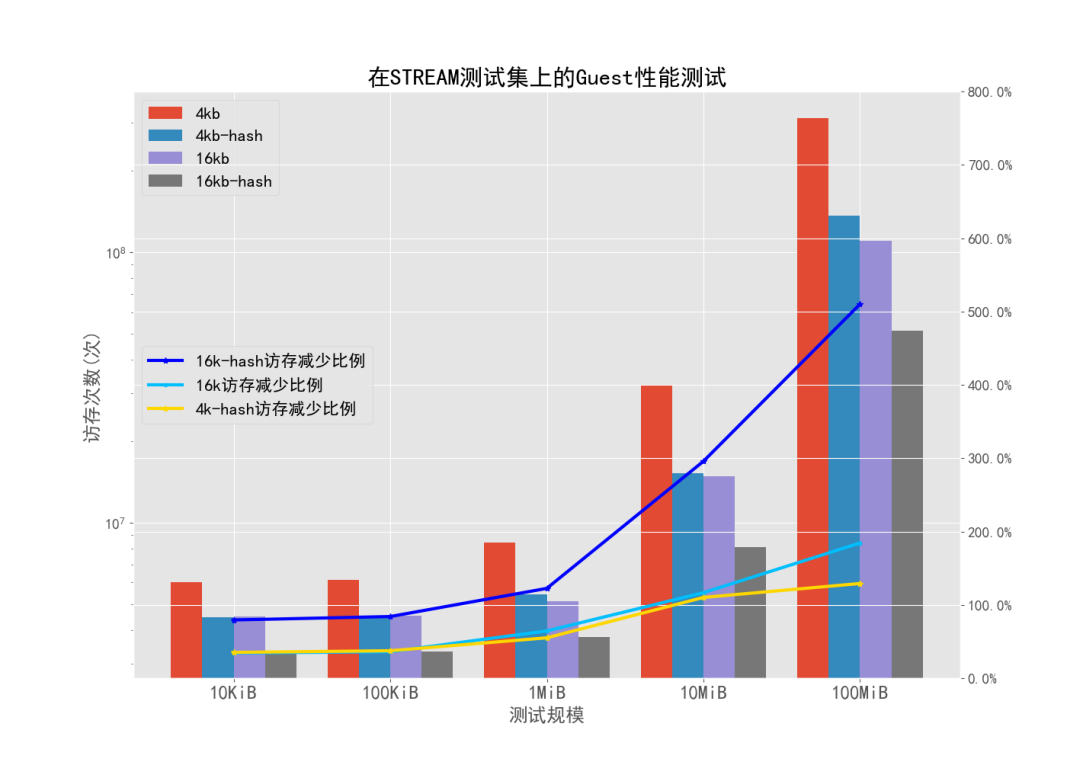 在STREAM测试集上的Guest性能测试
4kb
4kb-hash
16kb
16kb-hash
16k-hash访存减少比例
16k访存减少比例
4k-hash访存减少比例
访存次数(次)
10⁸
10⁷
800.0%
700.0%
600.0%
500.0%
400.0%
300.0%
200.0%
100.0%
0.0%
10KiB 100KiB 1MiB 10MiB 100MiB
测试规模